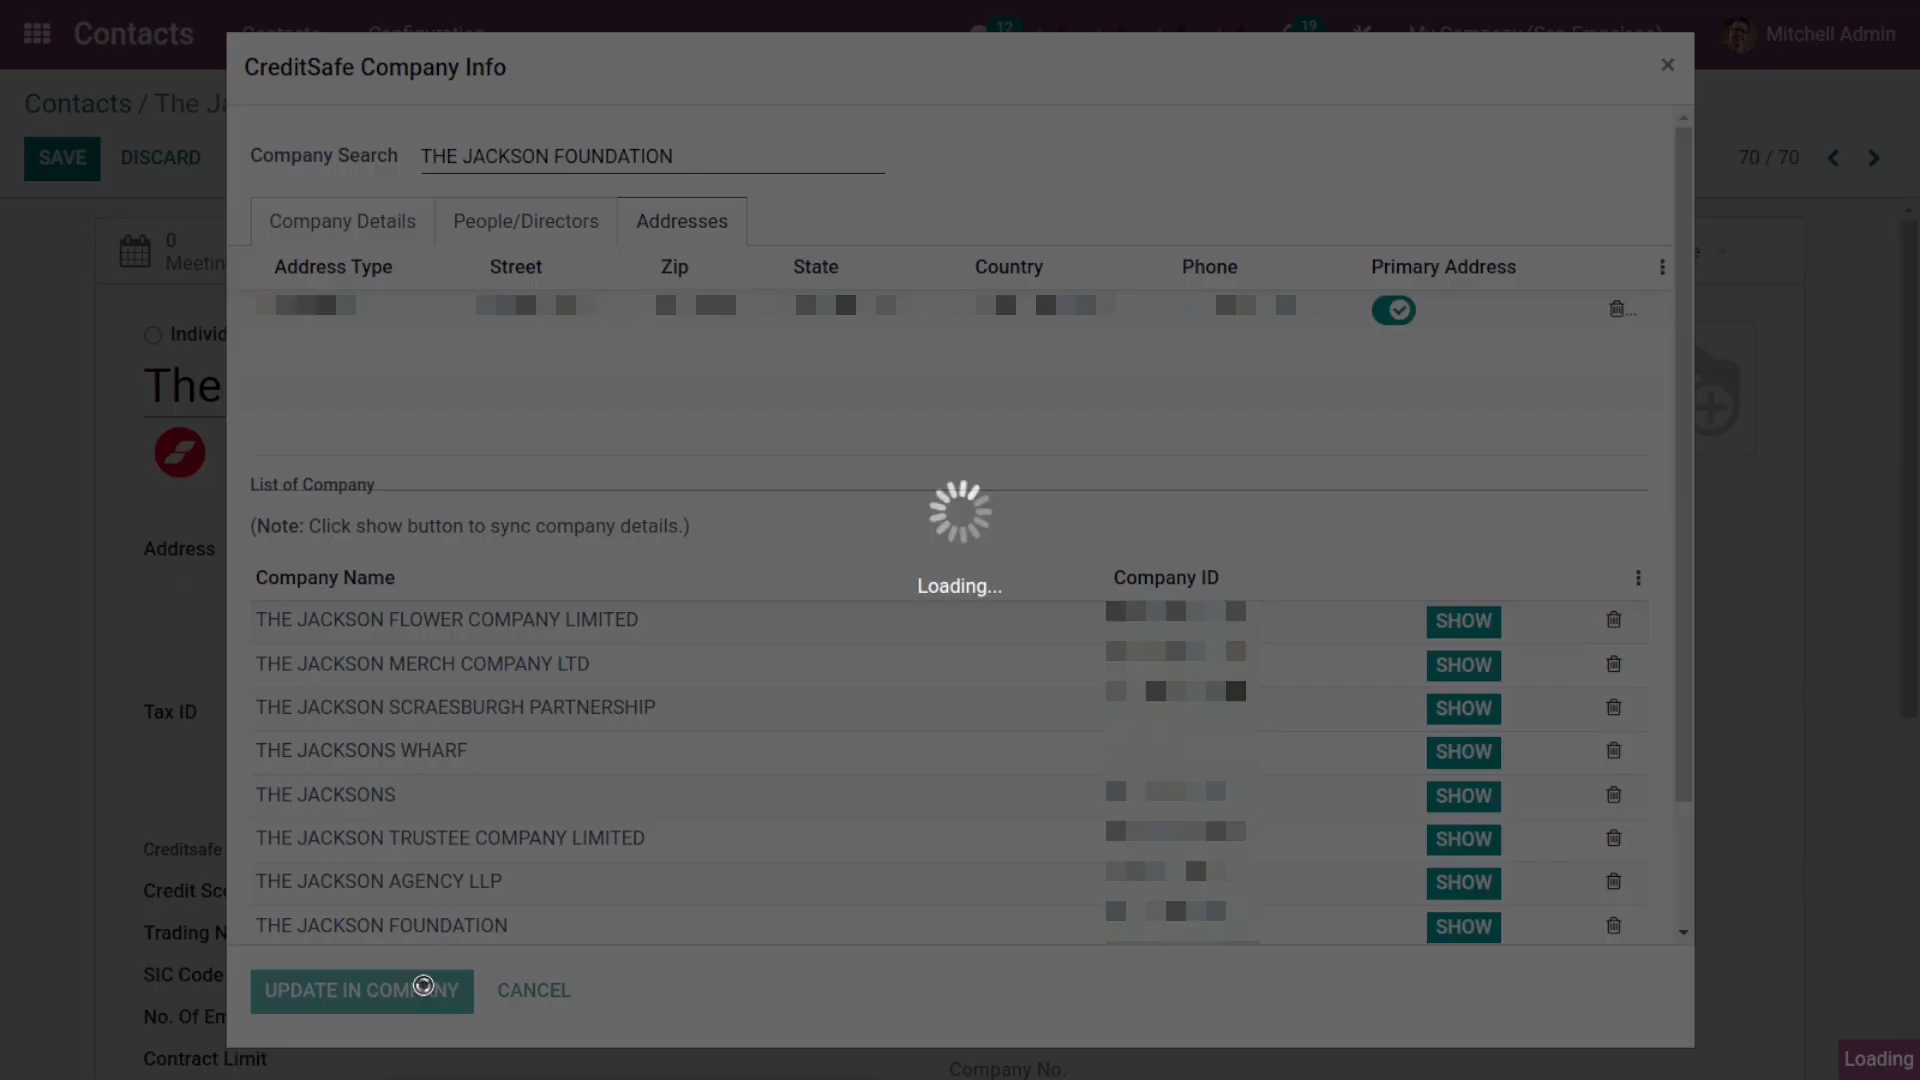 Contacts
12
19
Mitchell Admin
CreditSafe Company Info
×
Contacts / The
SAVE DISCARD
70 / 70
Company Search THE JACKSON FOUNDATION
Company Details People/Directors Addresses
0
Address Type Street Zip State Country Phone Primary Address
...
The
List of Company
(Note: Click show button to sync company details.)
Loading...
Address
Company Name Company ID
THE JACKSON FLOWER COMPANY LIMITED SHOW
THE JACKSON MERCH COMPANY LTD SHOW
THE JACKSON SCRAESBURGH PARTNERSHIP SHOW
Tax ID
THE JACKSONS WHARF SHOW
THE JACKSONS SHOW
THE JACKSON TRUSTEE COMPANY LIMITED SHOW
Creditsafe
THE JACKSON AGENCY LLP SHOW
Credit
THE JACKSON FOUNDATION SHOW
Trading
SIC Code
UPDATE IN COMPANY CANCEL
No. Of
Contract Limit
Company No.
Loading